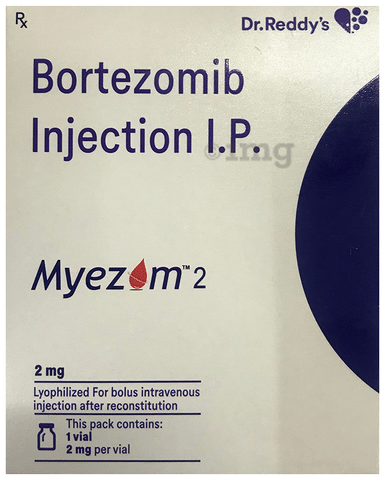 Rx
Dr.Reddy's
Bortezomib
Injection I.P.
1mg
Myezom™ 2
2 mg
Lyophilized For bolus intravenous
injection after reconstitution
This pack contains:
1 vial
2 mg per vial